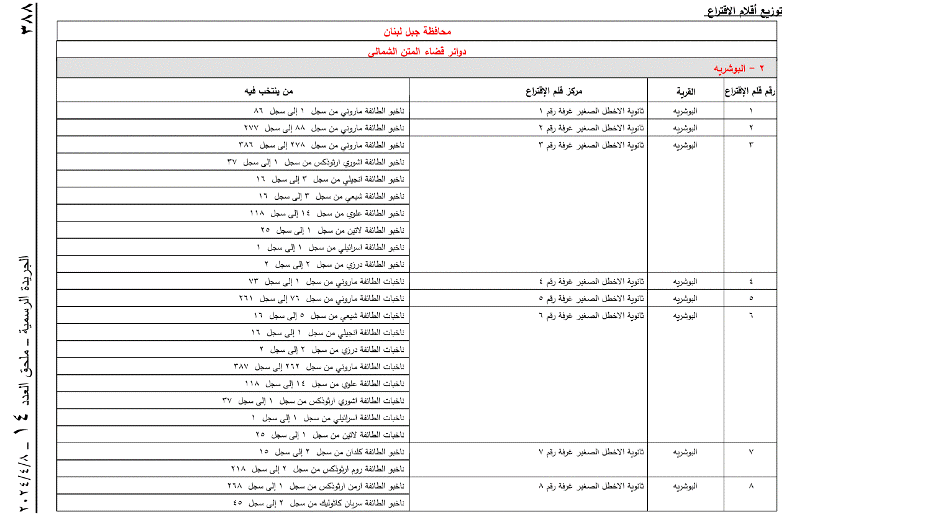 توزيع أقلام الإقتراع
محافظة جبل لبنان
دوائر قضاء المتن الشمالي
٢ - البوشريه
رقم قلم الإقتراع القرية مركز قلم الإقتراع من ينتخب فيه
١ البوشريه ثانوية الاخطل الصغير غرفة رقم ١ ناخبو الطائفة ماروني من سجل ١ إلى سجل ٨٦
٢ البوشريه ثانوية الاخطل الصغير غرفة رقم ٢ ناخبو الطائفة ماروني من سجل ٨٨ إلى سجل ٢٧٧
٣ البوشريه ثانوية الاخطل الصغير غرفة رقم ٣ ناخبو الطائفة ماروني من سجل ٢٧٨ إلى سجل ٣٨٦
ناخبو الطائفة اشوري ارثوذكس من سجل ١ إلى سجل ٣٧
ناخبو الطائفة انجيلي من سجل ٣ إلى سجل ١٦
ناخبو الطائفة شيعي من سجل ٣ إلى سجل ١٦
ناخبو الطائفة علوي من سجل ١٤ إلى سجل ١١٨
ناخبو الطائفة لاتين من سجل ١ إلى سجل ٢٥
ناخبو الطائفة اسرائيلي من سجل ١ إلى سجل ١
ناخبو الطائفة درزي من سجل ٢ إلى سجل ٢
٤ البوشريه ثانوية الاخطل الصغير غرفة رقم ٤ ناخبات الطائفة ماروني من سجل ١ إلى سجل ٧٣
٥ البوشريه ثانوية الاخطل الصغير غرفة رقم ٥ ناخبات الطائفة ماروني من سجل ٧٦ إلى سجل ٢٦١
٦ البوشريه ثانوية الاخطل الصغير غرفة رقم ٦ ناخبات الطائفة شيعي من سجل ٥ إلى سجل ١٦
ناخبات الطائفة انجيلي من سجل ١ إلى سجل ١٦
ناخبات الطائفة درزي من سجل ٢ إلى سجل ٢
ناخبات الطائفة ماروني من سجل ٢٦٢ إلى سجل ٣٨٧
ناخبات الطائفة علوي من سجل ١٤ إلى سجل ١١٨
ناخبات الطائفة اشوري ارثوذكس من سجل ١ إلى سجل ٣٧
ناخبات الطائفة اسرائيلي من سجل ١ إلى سجل ١
ناخبات الطائفة لاتين من سجل ١ إلى سجل ٢٥
٧ البوشريه ثانوية الاخطل الصغير غرفة رقم ٧ ناخبو الطائفة كلدان من سجل ٢ إلى سجل ١٥
ناخبو الطائفة روم ارثوذكس من سجل ٢ إلى سجل ٢١٨
٨ البوشريه ثانوية الاخطل الصغير غرفة رقم ٨ ناخبو الطائفة ارمن ارثوذكس من سجل ١ إلى سجل ٢٦٨
ناخبو الطائفة سريان كاثوليك من سجل ٢ إلى سجل ٤٥
٣٨٨
الجريدة الرسمية – ملحق العدد ١٤ – ٢٠٢٤/٤/٨